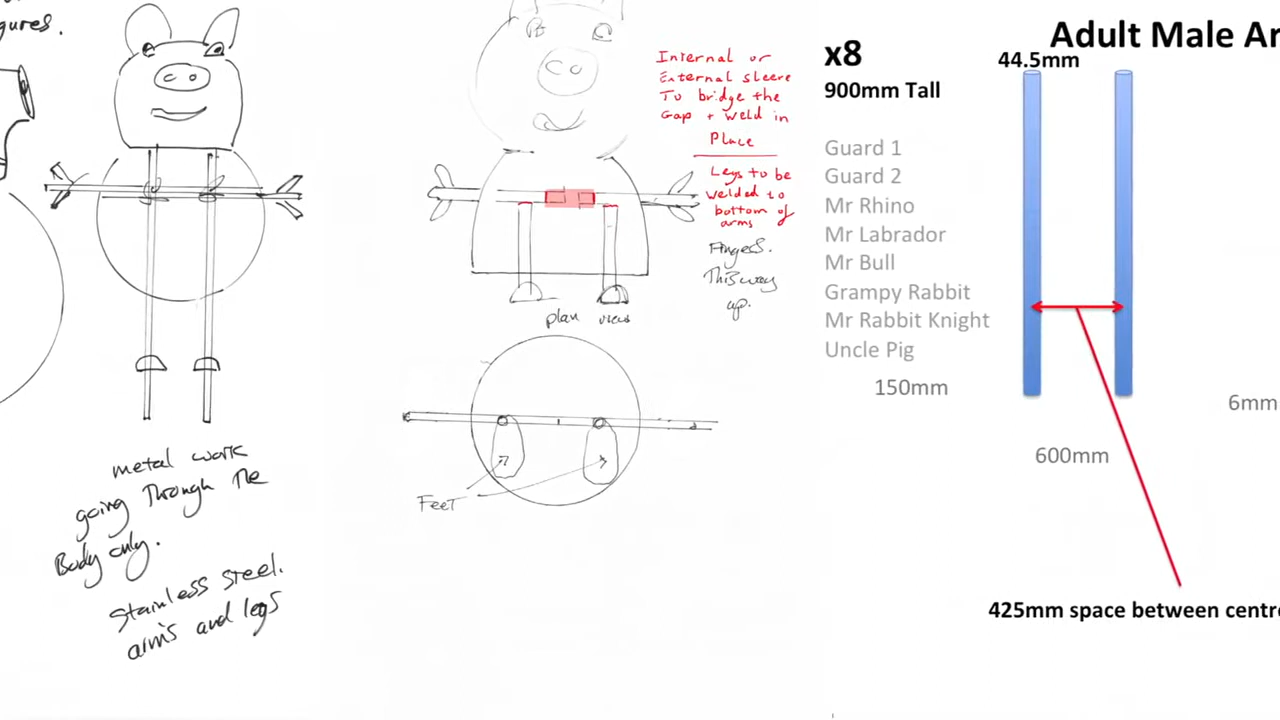 gures.
metal work
going Through The
Body only.
Stainless steel.
arms and legs
Internal or
External sleeve
To bridge the
Gap + weld in
Place
Legs to be
welded to
bottom of
arms
Fingers.
This way
up.
plan view
Feet
x8
900mm Tall
Guard 1
Guard 2
Mr Rhino
Mr Labrador
Mr Bull
Grampy Rabbit
Mr Rabbit Knight
Uncle Pig
150mm
Adult Male Ar
44.5mm
6mm
600mm
425mm space between centre